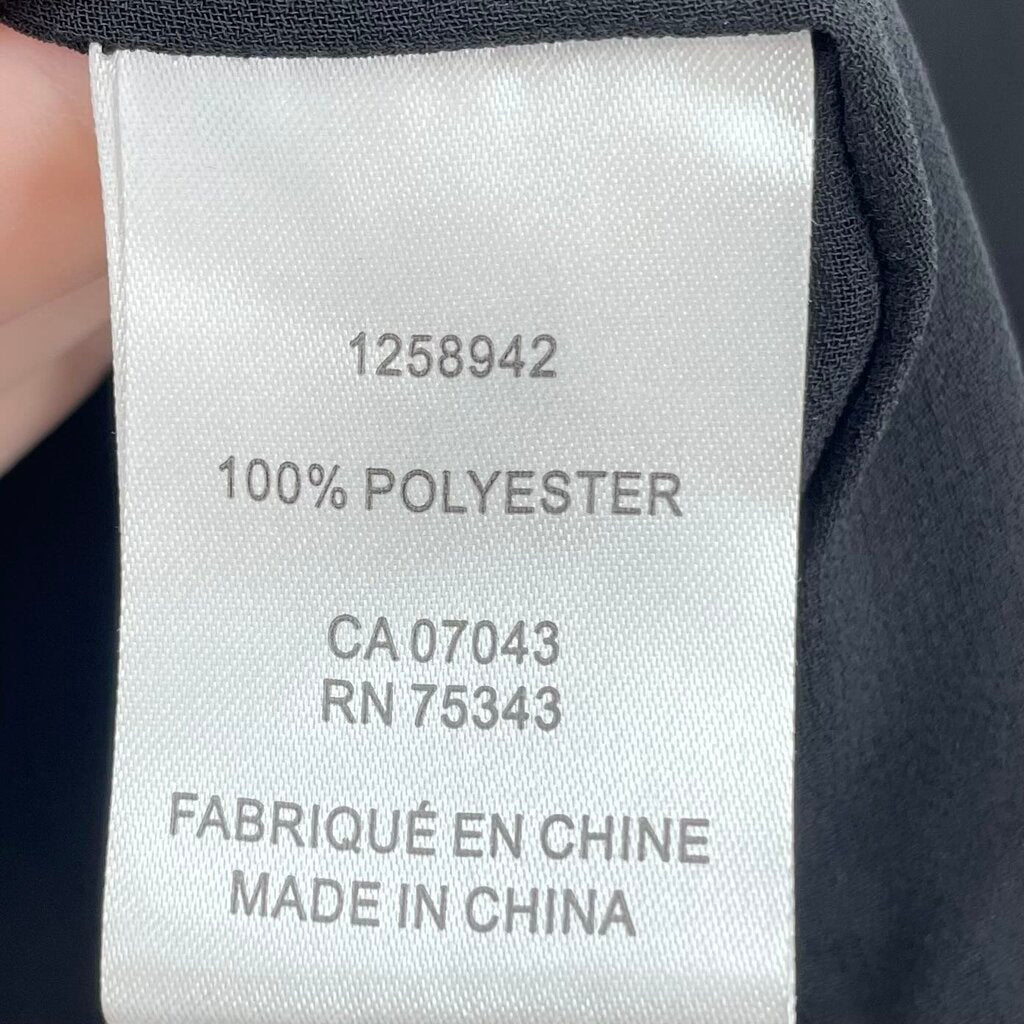 1258942
100% POLYESTER
CA 07043
RN 75343
FABRIQUÉ EN CHINE
MADE IN CHINA